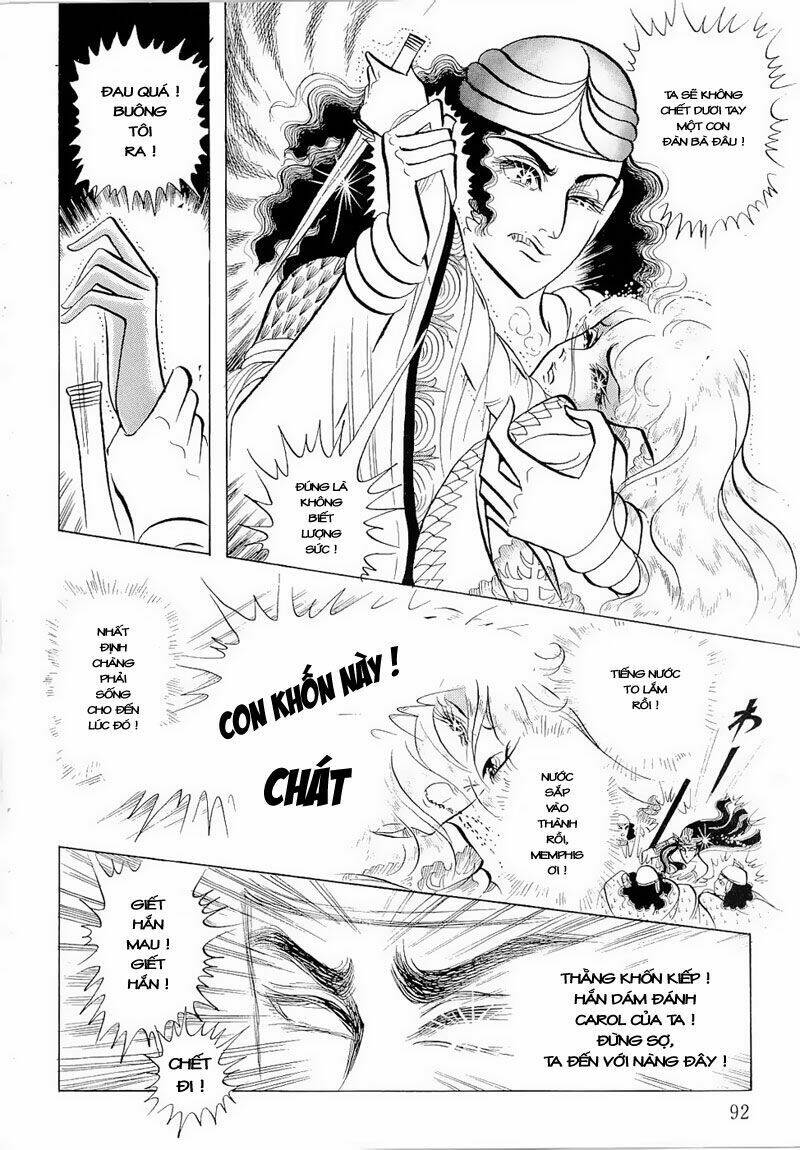 ĐAU QUÁ !
BUÔNG
TÔI
RA !
TA SẼ KHÔNG
CHẾT DƯƠI TAY
MỘT CON
ĐÀN BÀ ĐÂU !
ĐÚNG LÀ
KHÔNG
BIẾT
LƯỢNG
SỨC !
NHẤT
ĐỊNH
CHÀNG
PHẢI
SỐNG
CHO ĐẾN
LÚC ĐÓ !
CON KHỐN NÀY !
CHÁT
TIẾNG NƯỚC
TO LẮM
RỒI !
NƯỚC
SẮP
VÀO
THÀNH
RỒI,
MEMPHIS
ƠI !
わ
GIẾT
HẮN
MAU !
GIẾT
HẮN !
CHẾT
ĐI !
THẰNG KHỐN KIẾP !
HẮN DÁM ĐÁNH
CAROL CỦA TA !
ĐỪNG SỢ,
TA ĐẾN VỚI NÀNG ĐÂY !
92